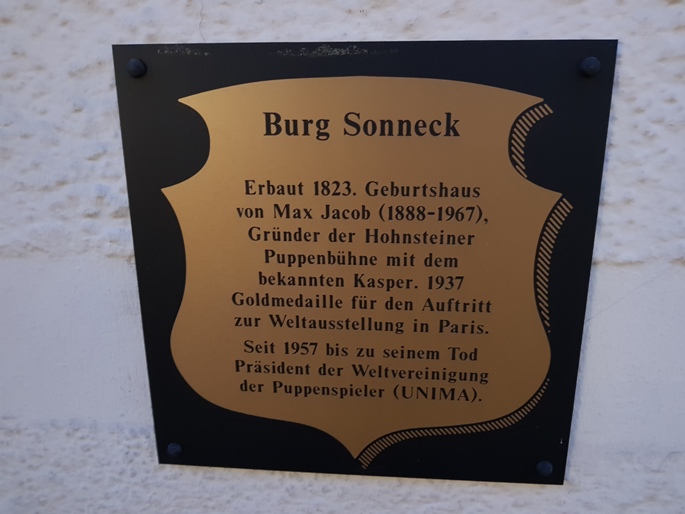 Burg Sonneck
Erbaut 1823. Geburtshaus
von Max Jacob (1888-1967),
Gründer der Hohnsteiner
Puppenbühne mit dem
bekannten Kasper. 1937
Goldmedaille für den Auftritt
zur Weltausstellung in Paris.
Seit 1957 bis zu seinem Tod
Präsident der Weltvereinigung
der Puppenspieler (UNIMA).